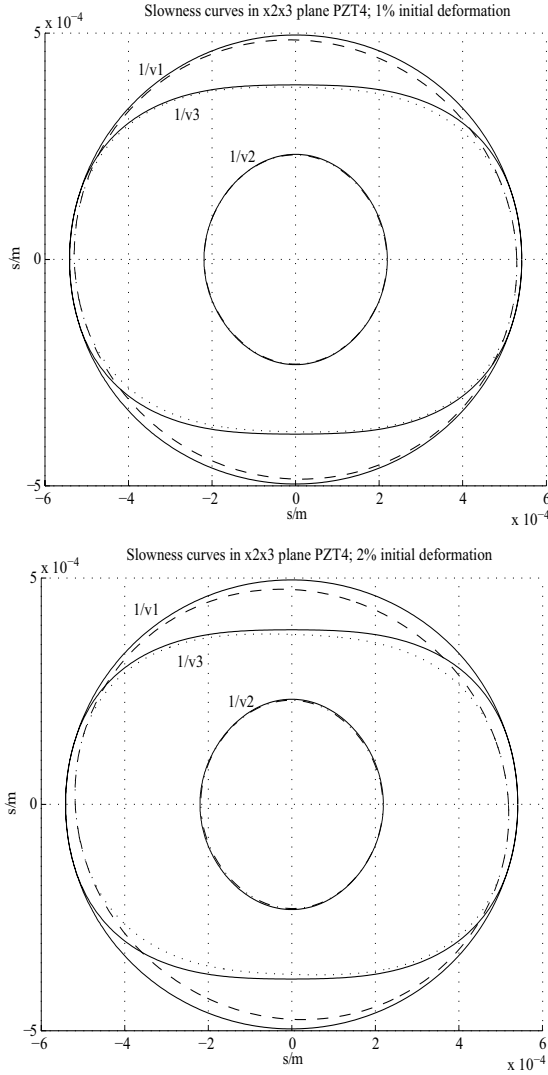 Slowness curves in x2x3 plane PZT4; 1% initial deformation
x 10⁻⁴
5
1/v1
1/v3
1/v2
0
s/m
−5
−6 −4 −2 0 2 4 6
s/m
x 10⁻⁴
Slowness curves in x2x3 plane PZT4; 2% initial deformation
x 10⁻⁴
5
1/v1
1/v3
1/v2
0
s/m
−5
−6 −4 −2 0 2 4 6
s/m
x 10⁻⁴